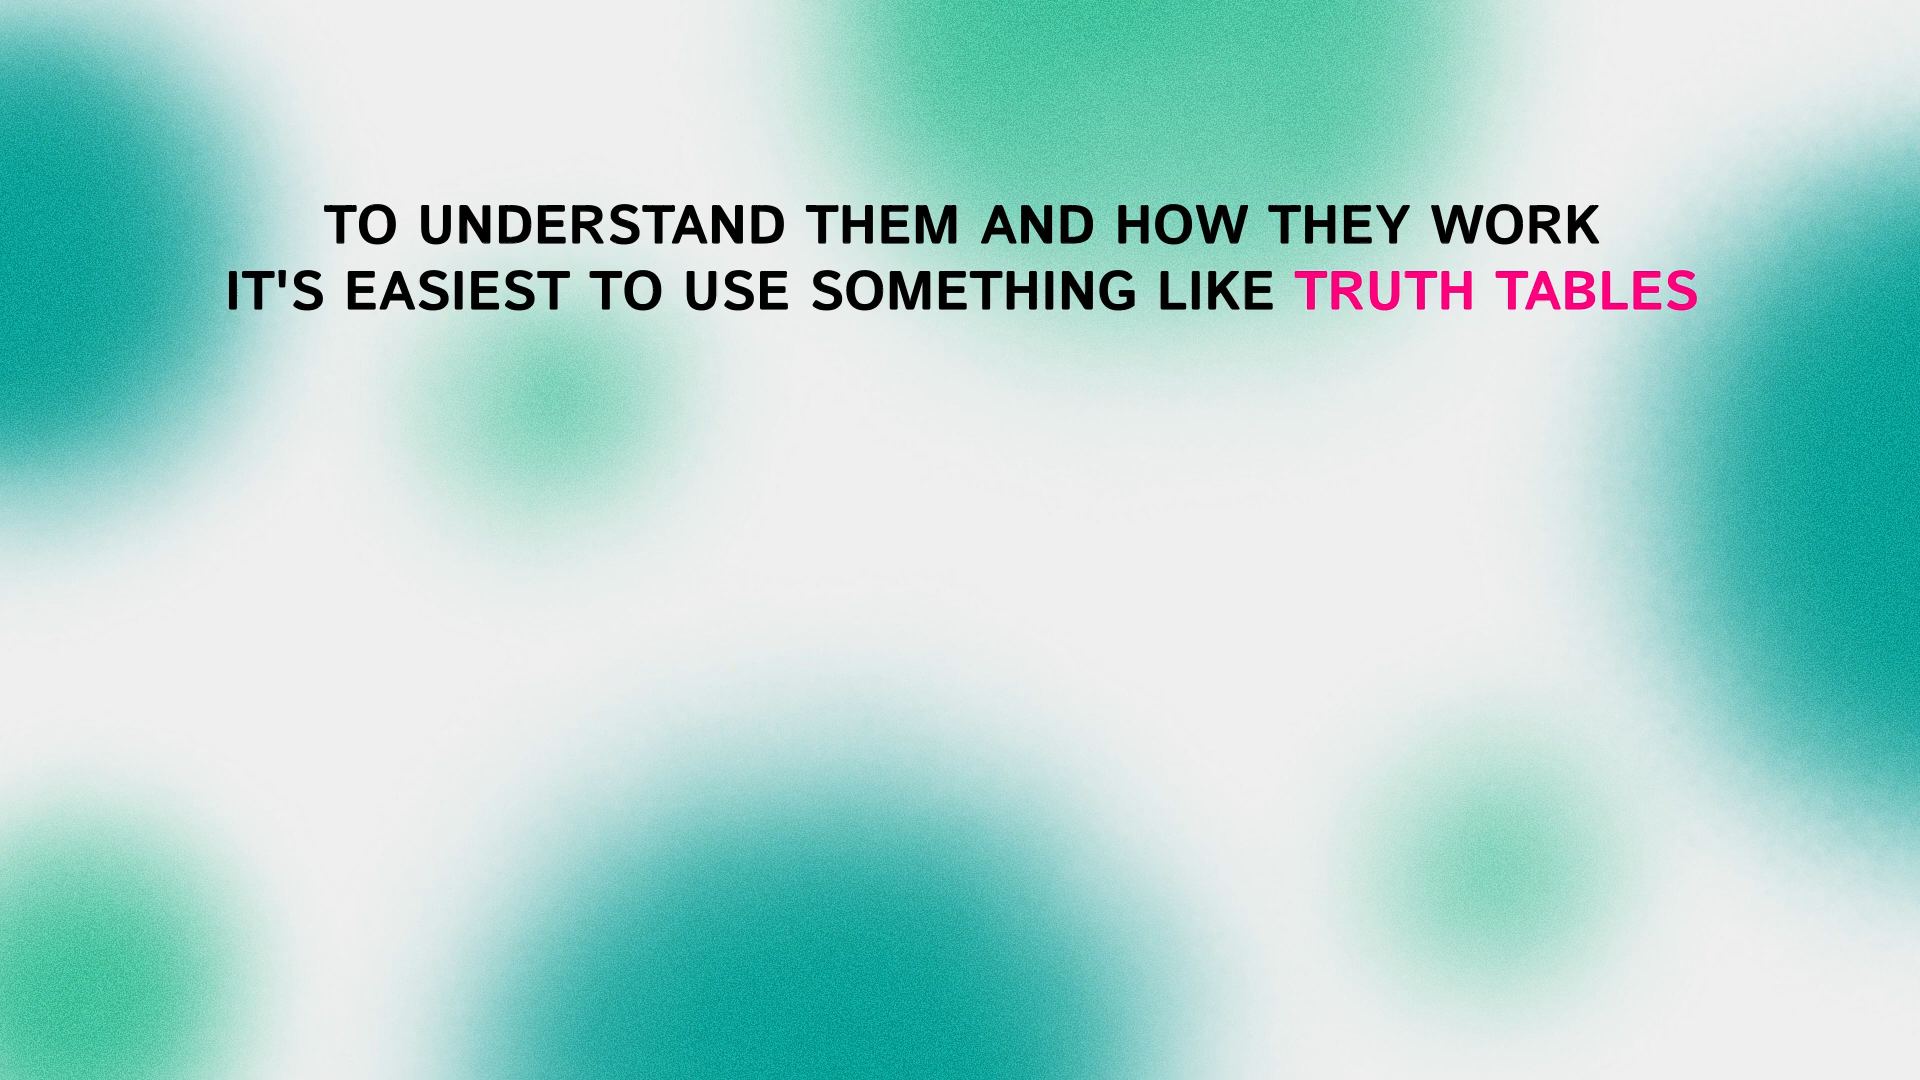 TO UNDERSTAND THEM AND HOW THEY WORK
IT'S EASIEST TO USE SOMETHING LIKE TRUTH TABLES